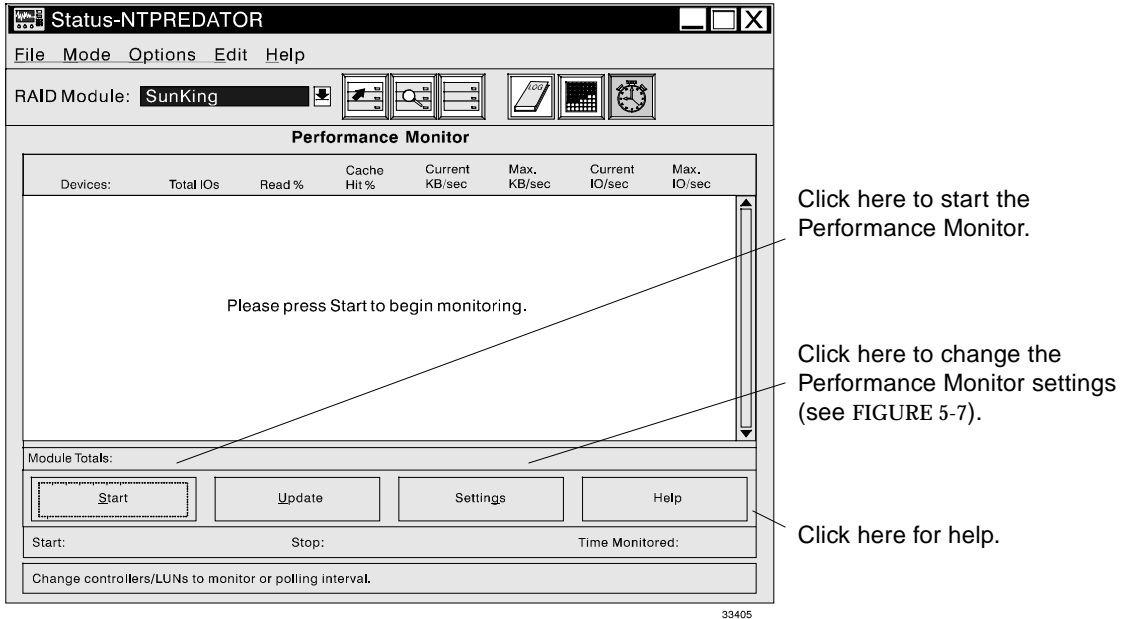 Status-NTPREDATOR
File Mode Options Edit Help
RAID Module: SunKing
LOG
Performance Monitor
Devices: Total IOs Read % Cache Hit % Current KB/sec Max. KB/sec Current IO/sec Max. IO/sec
Please press Start to begin monitoring.
Module Totals:
Start Update Settings Help
Start: Stop: Time Monitored:
Change controllers/LUNs to monitor or polling interval.
Click here to start the
Performance Monitor.
Click here to change the
Performance Monitor settings
(see FIGURE 5-7).
Click here for help.
33405